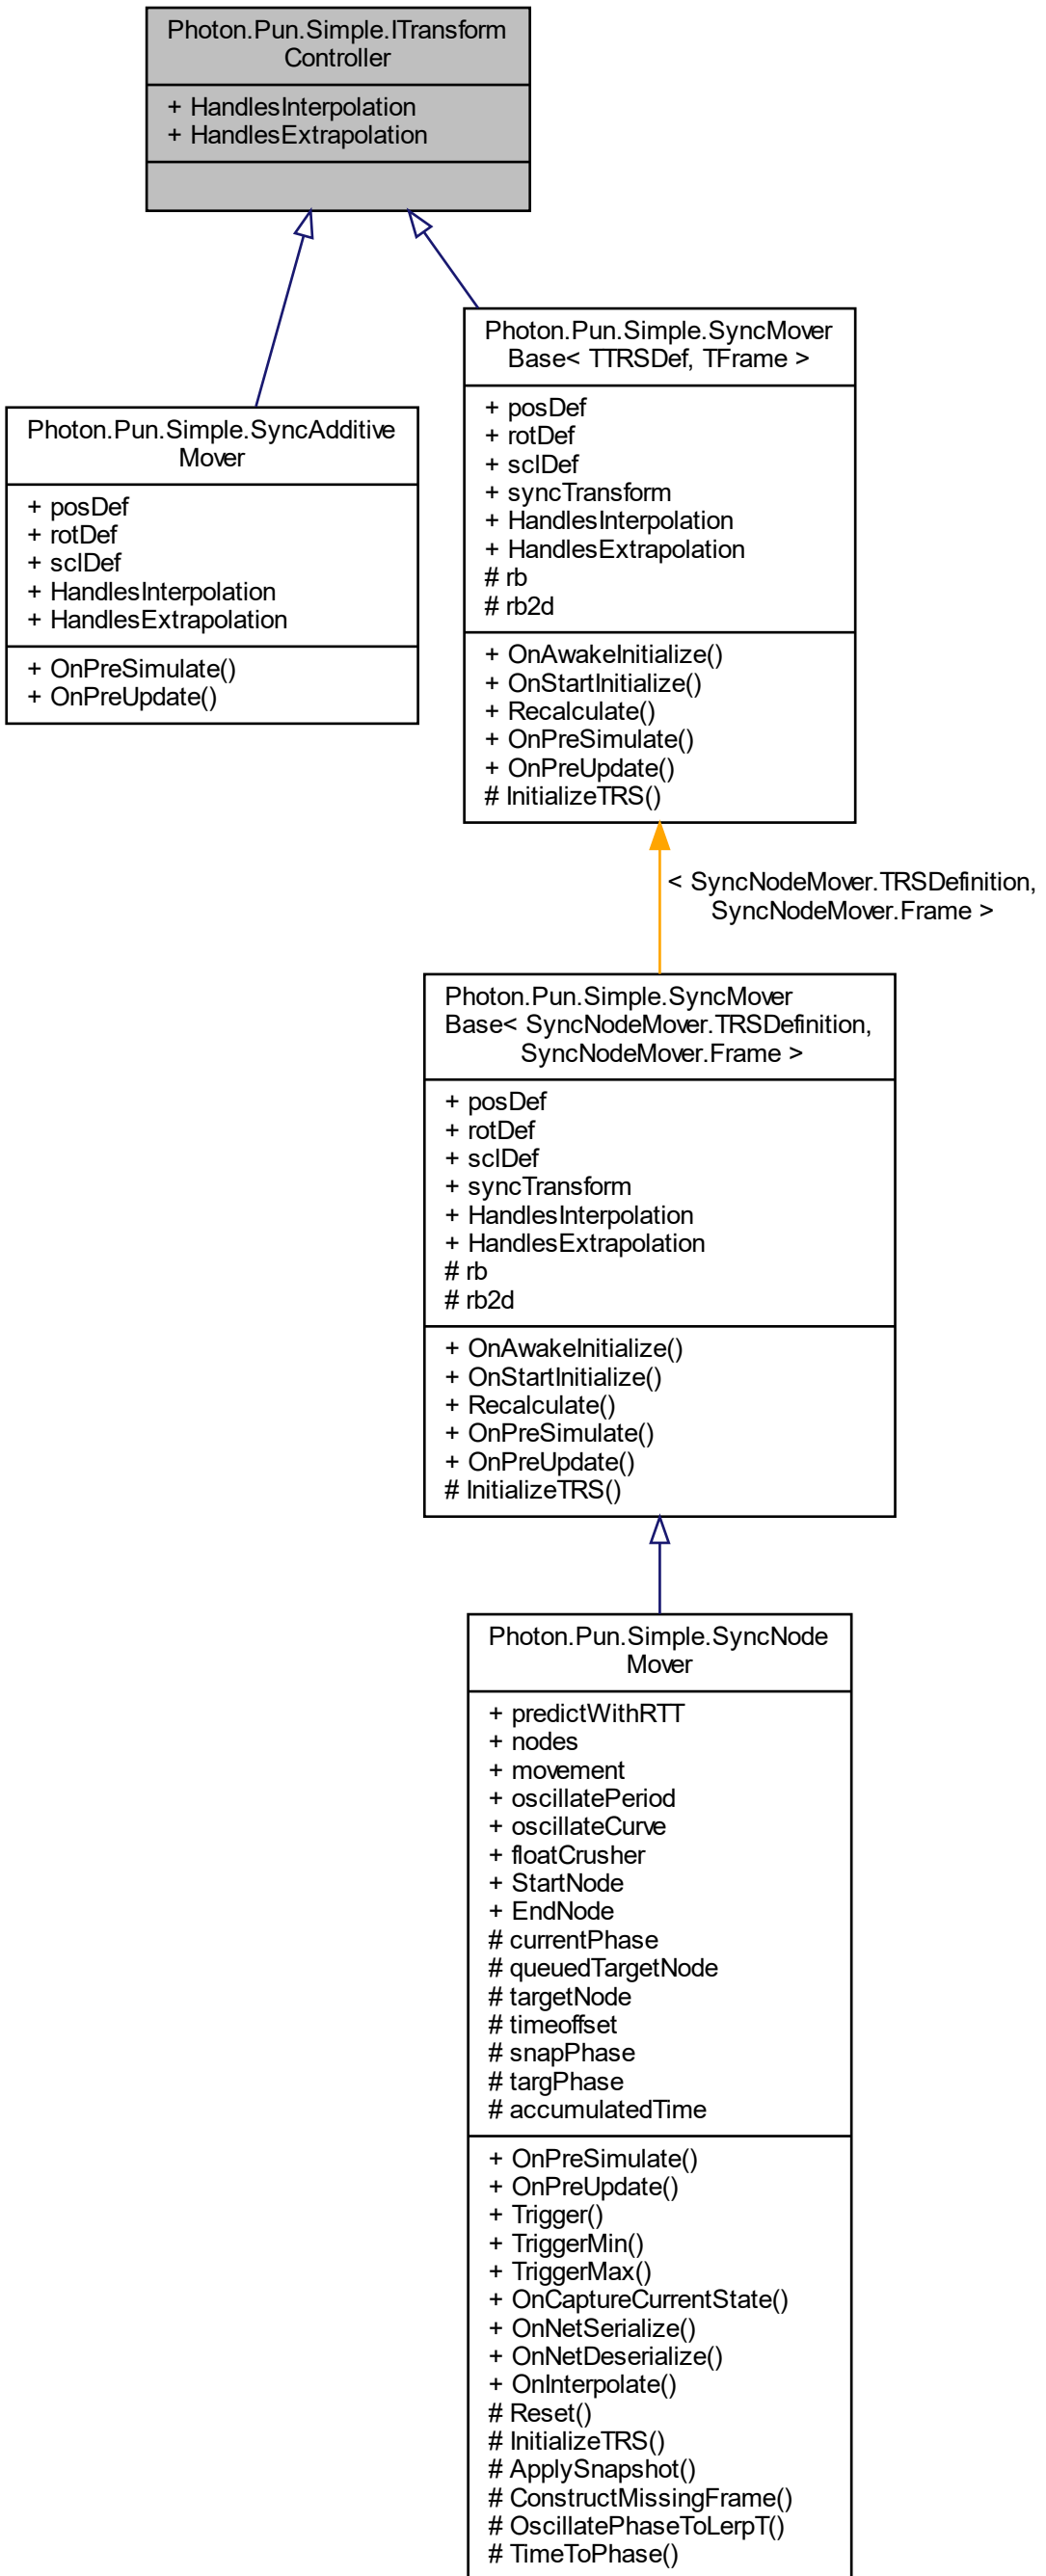 Photon.Pun.Simple.ITransform
Controller
+ HandlesInterpolation
+ HandlesExtrapolation
Photon.Pun.Simple.SyncMover
Base< TTRSDef, TFrame >
+ posDef
+ rotDef
+ sclDef
+ syncTransform
+ HandlesInterpolation
+ HandlesExtrapolation
# rb
# rb2d
+ OnAwakeInitialize()
+ OnStartInitialize()
+ Recalculate()
+ OnPreSimulate()
+ OnPreUpdate()
# InitializeTRS()
Photon.Pun.Simple.SyncAdditive
Mover
+ posDef
+ rotDef
+ sclDef
+ HandlesInterpolation
+ HandlesExtrapolation
+ OnPreSimulate()
+ OnPreUpdate()
< SyncNodeMover.TRSDefinition,
SyncNodeMover.Frame >
Photon.Pun.Simple.SyncMover
Base< SyncNodeMover.TRSDefinition,
SyncNodeMover.Frame >
+ posDef
+ rotDef
+ sclDef
+ syncTransform
+ HandlesInterpolation
+ HandlesExtrapolation
# rb
# rb2d
+ OnAwakeInitialize()
+ OnStartInitialize()
+ Recalculate()
+ OnPreSimulate()
+ OnPreUpdate()
# InitializeTRS()
Photon.Pun.Simple.SyncNode
Mover
+ predictWithRTT
+ nodes
+ movement
+ oscillatePeriod
+ oscillateCurve
+ floatCrusher
+ StartNode
+ EndNode
# currentPhase
# queuedTargetNode
# targetNode
# timeoffset
# snapPhase
# targPhase
# accumulatedTime
+ OnPreSimulate()
+ OnPreUpdate()
+ Trigger()
+ TriggerMin()
+ TriggerMax()
+ OnCaptureCurrentState()
+ OnNetSerialize()
+ OnNetDeserialize()
+ OnInterpolate()
# Reset()
# InitializeTRS()
# ApplySnapshot()
# ConstructMissingFrame()
# OscillatePhaseToLerpT()
# TimeToPhase()